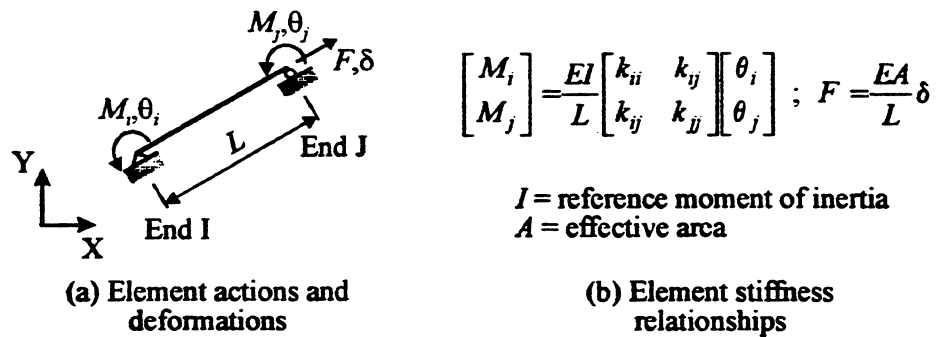 M_j,θ_j
F,δ
M_i,θ_i
L
End J
Y
X
End I
(a) Element actions and
deformations
[M_i M_j] = EI/L [k_ii k_ij k_ij k_jj] [θ_i θ_j] ; F = EA/L δ
I = reference moment of inertia
A = effective area
(b) Element stiffness
relationships